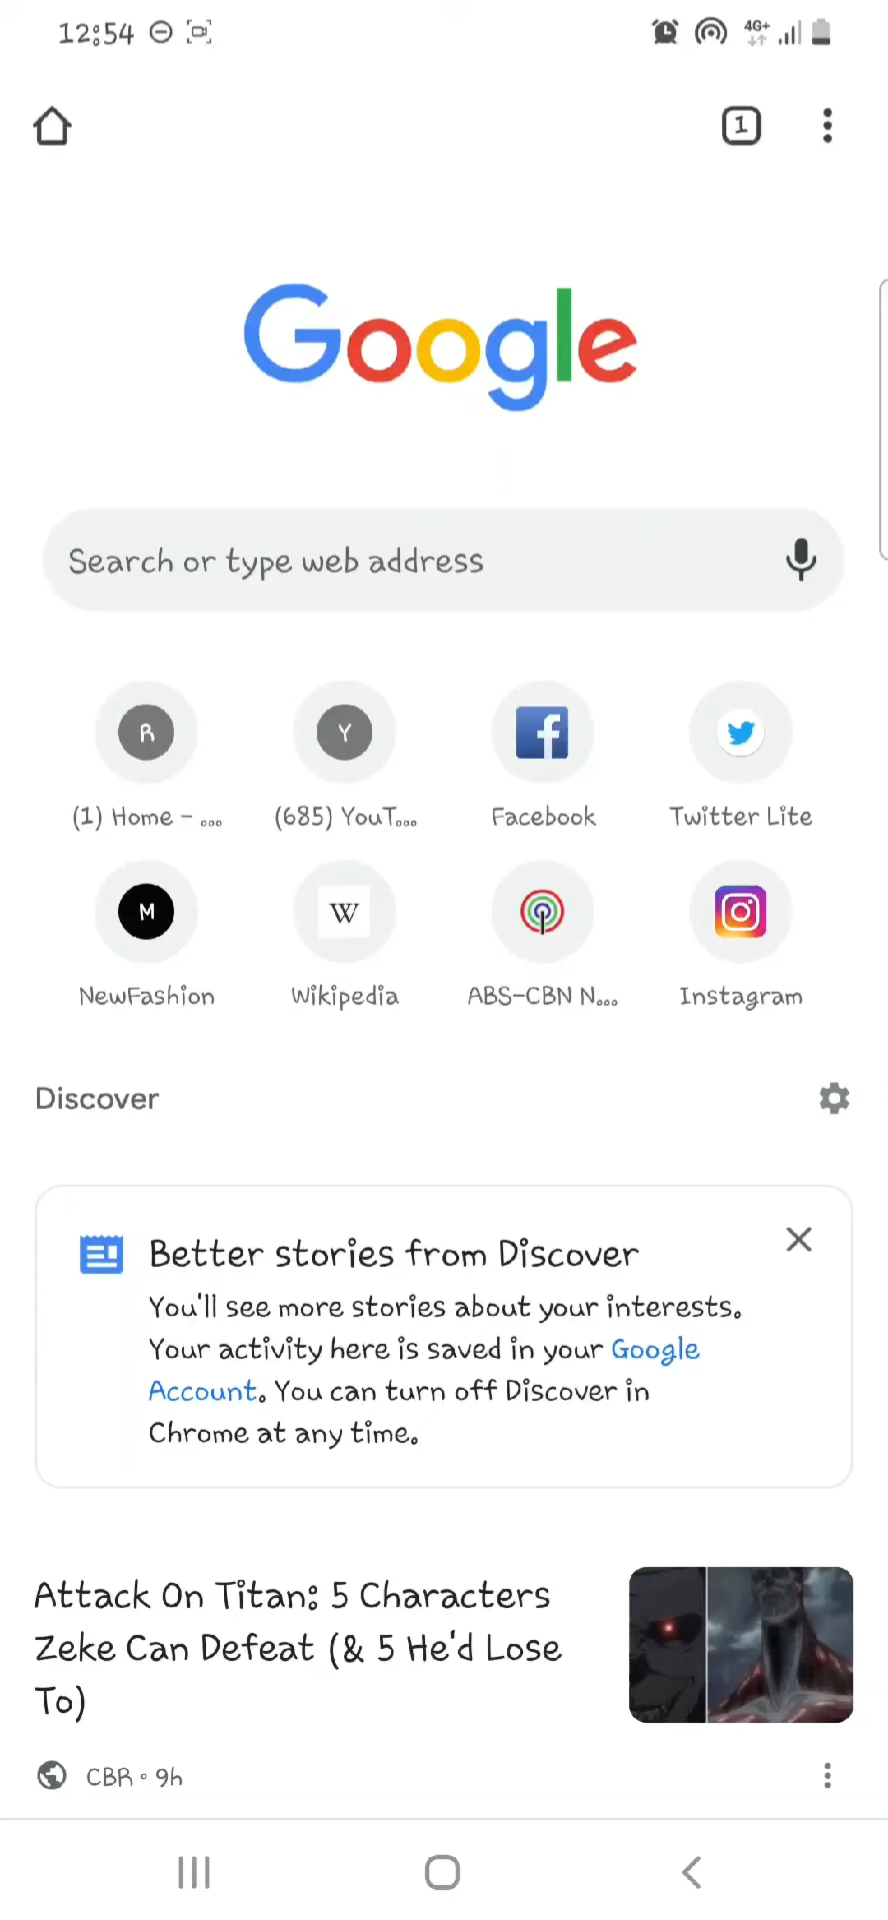 12:54
4G+
1
Google
Search or type web address
R
Y
(1) Home - ...
(685) YouT...
Facebook
Twitter Lite
M
W
NewFashion
Wikipedia
ABS-CBN N...
Instagram
Discover
Better stories from Discover
You'll see more stories about your interests.
Your activity here is saved in your Google
Account. You can turn off Discover in
Chrome at any time.
Attack On Titan: 5 Characters
Zeke Can Defeat (& 5 He'd Lose
To)
CBR • 9h